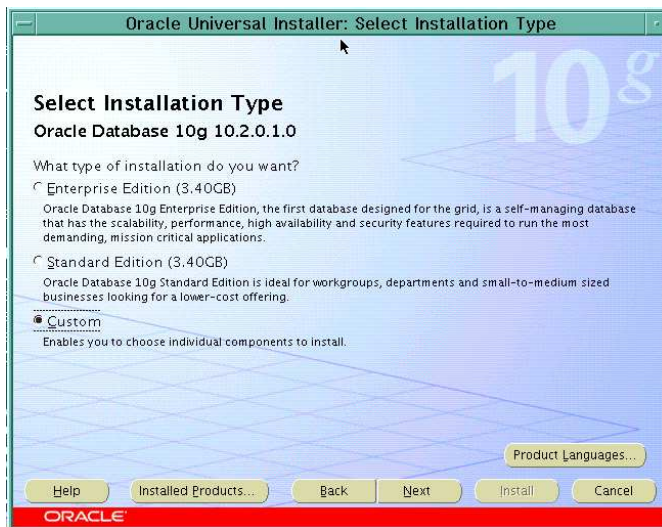 Oracle Universal Installer: Select Installation Type
10g
Select Installation Type
Oracle Database 10g 10.2.0.1.0
What type of installation do you want?
Enterprise Edition (3.40GB)
Oracle Database 10g Enterprise Edition, the first database designed for the grid, is a self-managing database
that has the scalability, performance, high availability and security features required to run the most
demanding, mission critical applications.
Standard Edition (3.40GB)
Oracle Database 10g Standard Edition is ideal for workgroups, departments and small-to-medium sized
businesses looking for a lower-cost offering.
Custom
Enables you to choose individual components to install.
Product Languages...
Help Installed Products... Back Next Install Cancel
ORACLE